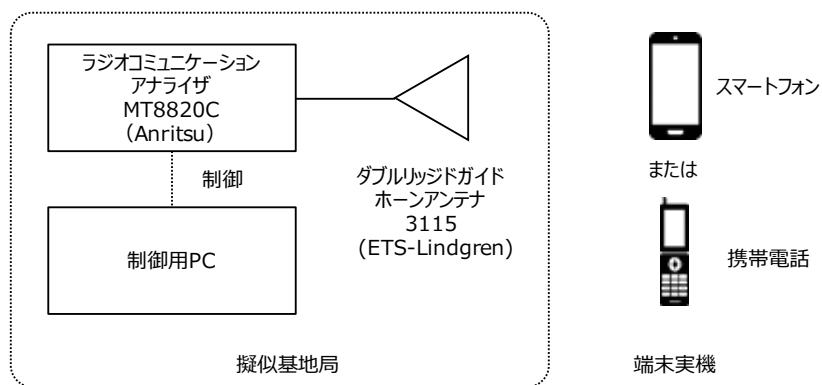 ラジオコミュニケーション
アナライザ
MT8820C
（Anritsu）
制御
制御用PC
ダブルリッジドガイド
ホーンアンテナ
3115
(ETS-Lindgren)
擬似基地局
スマートフォン
または
携帯電話
端末実機